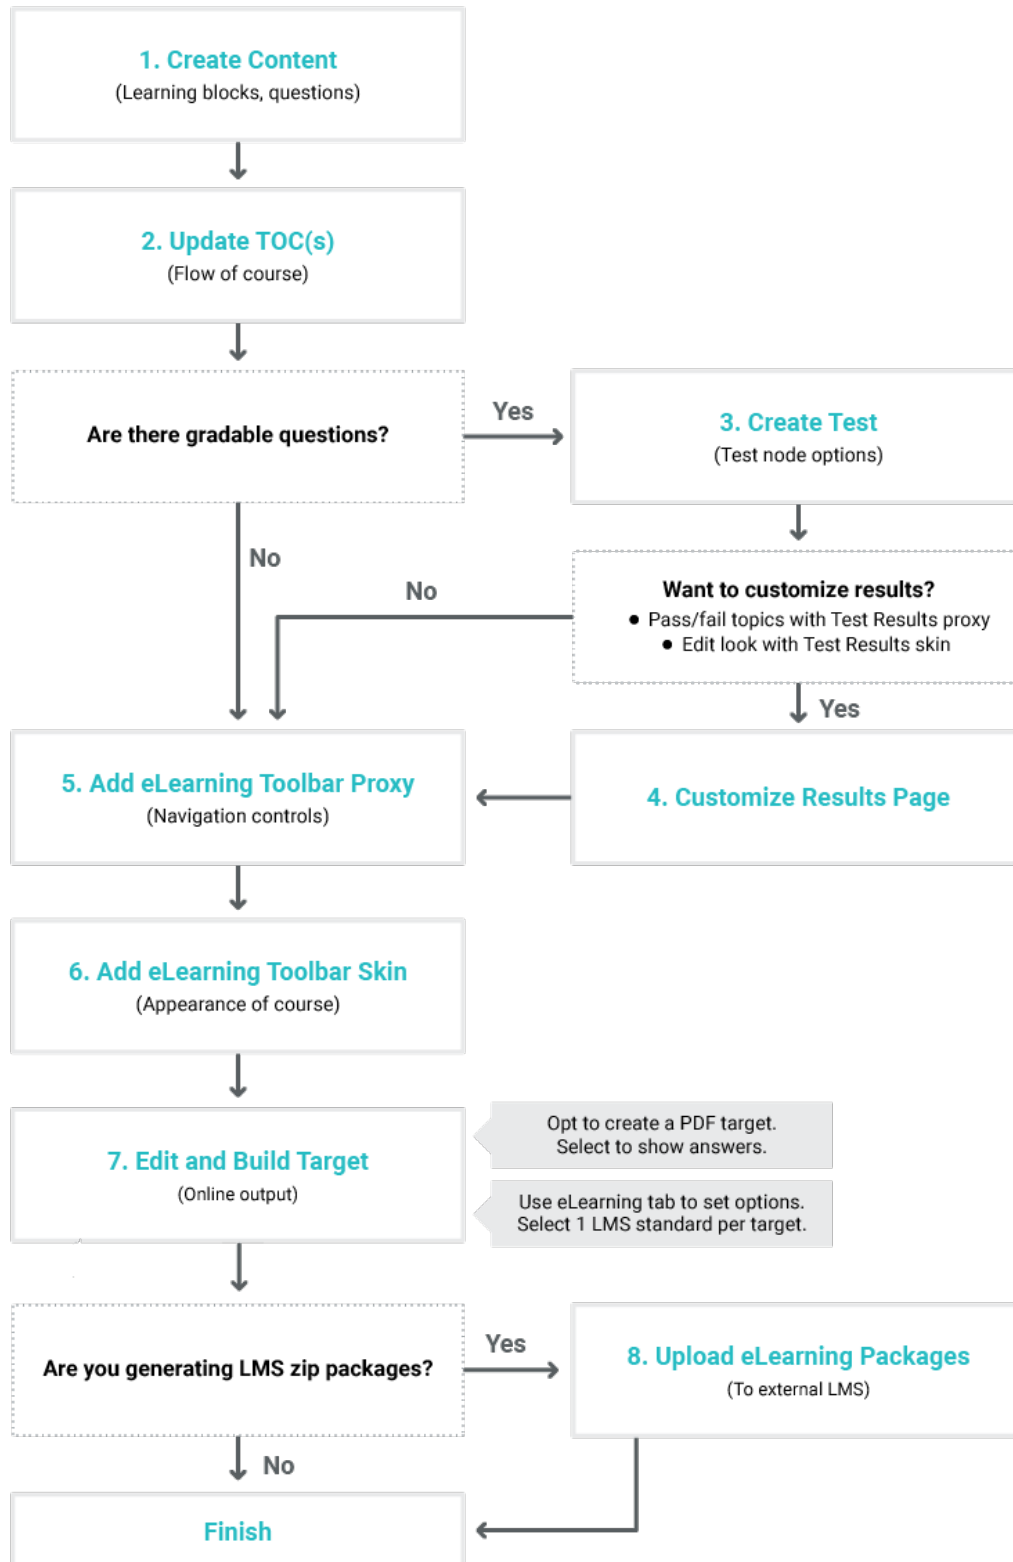 1. Create Content
(Learning blocks, questions)
2. Update TOC(s)
(Flow of course)
Are there gradable questions?
Yes
3. Create Test
(Test node options)
No
Want to customize results?
● Pass/fail topics with Test Results proxy
● Edit look with Test Results skin
No
Yes
5. Add eLearning Toolbar Proxy
(Navigation controls)
4. Customize Results Page
6. Add eLearning Toolbar Skin
(Appearance of course)
7. Edit and Build Target
(Online output)
Opt to create a PDF target.
Select to show answers.
Use eLearning tab to set options.
Select 1 LMS standard per target.
Are you generating LMS zip packages?
Yes
8. Upload eLearning Packages
(To external LMS)
No
Finish